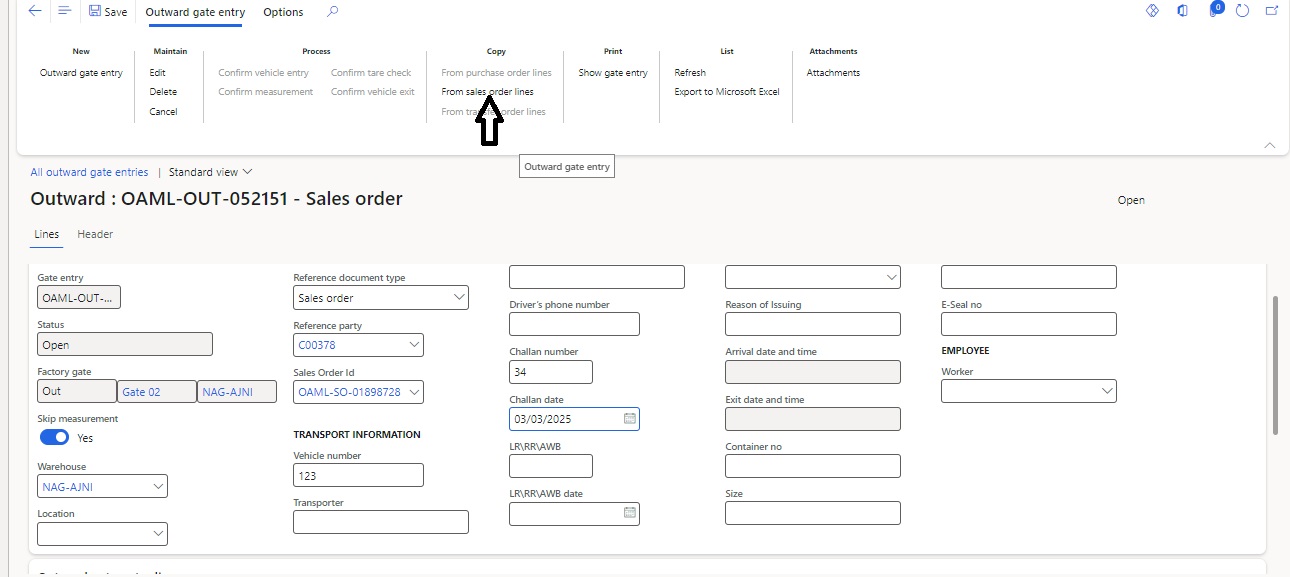 Save
Outward gate entry
Options
0
New
Outward gate entry
Maintain
Edit
Delete
Cancel
Process
Confirm vehicle entry
Confirm tare check
Confirm measurement
Confirm vehicle exit
Copy
From purchase order lines
From sales order lines
From transfer order lines
Print
Show gate entry
List
Refresh
Export to Microsoft Excel
Attachments
Attachments
Outward gate entry
All outward gate entries | Standard view
Outward : OAML-OUT-052151 - Sales order
Open
Lines
Header
Gate entry
OAML-OUT-...
Status
Open
Factory gate
Out
Gate 02
NAG-AJNI
Skip measurement
Yes
Warehouse
NAG-AJNI
Location
Reference document type
Sales order
Reference party
C00378
Sales Order Id
OAML-SO-01898728
TRANSPORT INFORMATION
Vehicle number
123
Transporter
Driver's phone number
Challan number
34
Challan date
03/03/2025
LR\RR\AWB
LR\RR\AWB date
Reason of Issuing
Arrival date and time
Exit date and time
Container no
Size
E-Seal no
EMPLOYEE
Worker